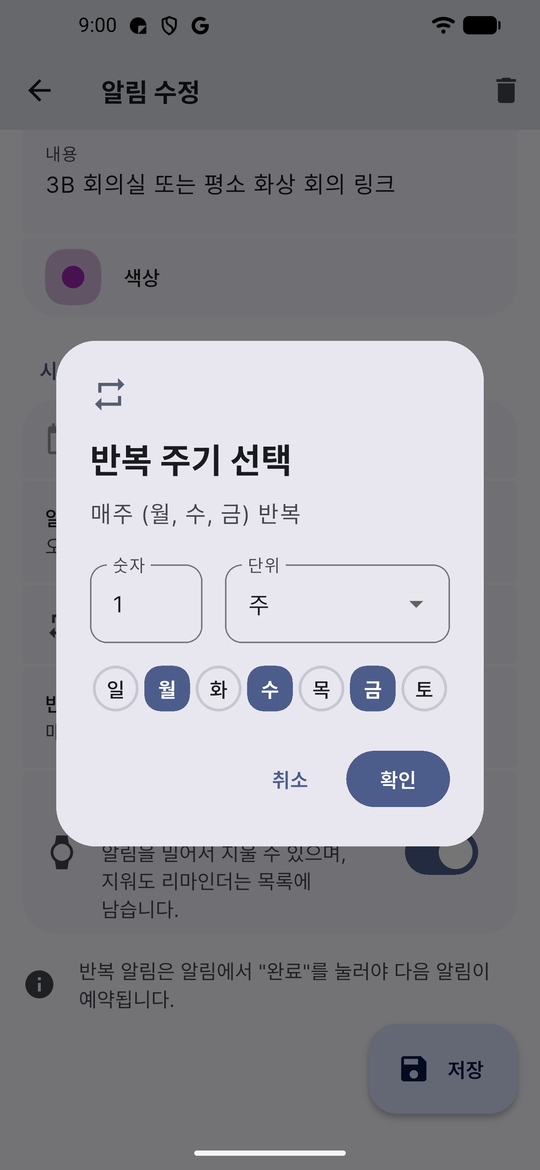 9:00
알림 수정
내용
3B 회의실 또는 평소 화상 회의 링크
색상
시
반복 주기 선택
매주 (월, 수, 금) 반복
숫자
단위
1
주
일 월 화 수 목 금 토
취소
확인
알림을 밀어서 지울 수 있으며,
지워도 리마인더는 목록에
남습니다.
반복 알림은 알림에서 "완료"를 눌러야 다음 알림이
예약됩니다.
저장